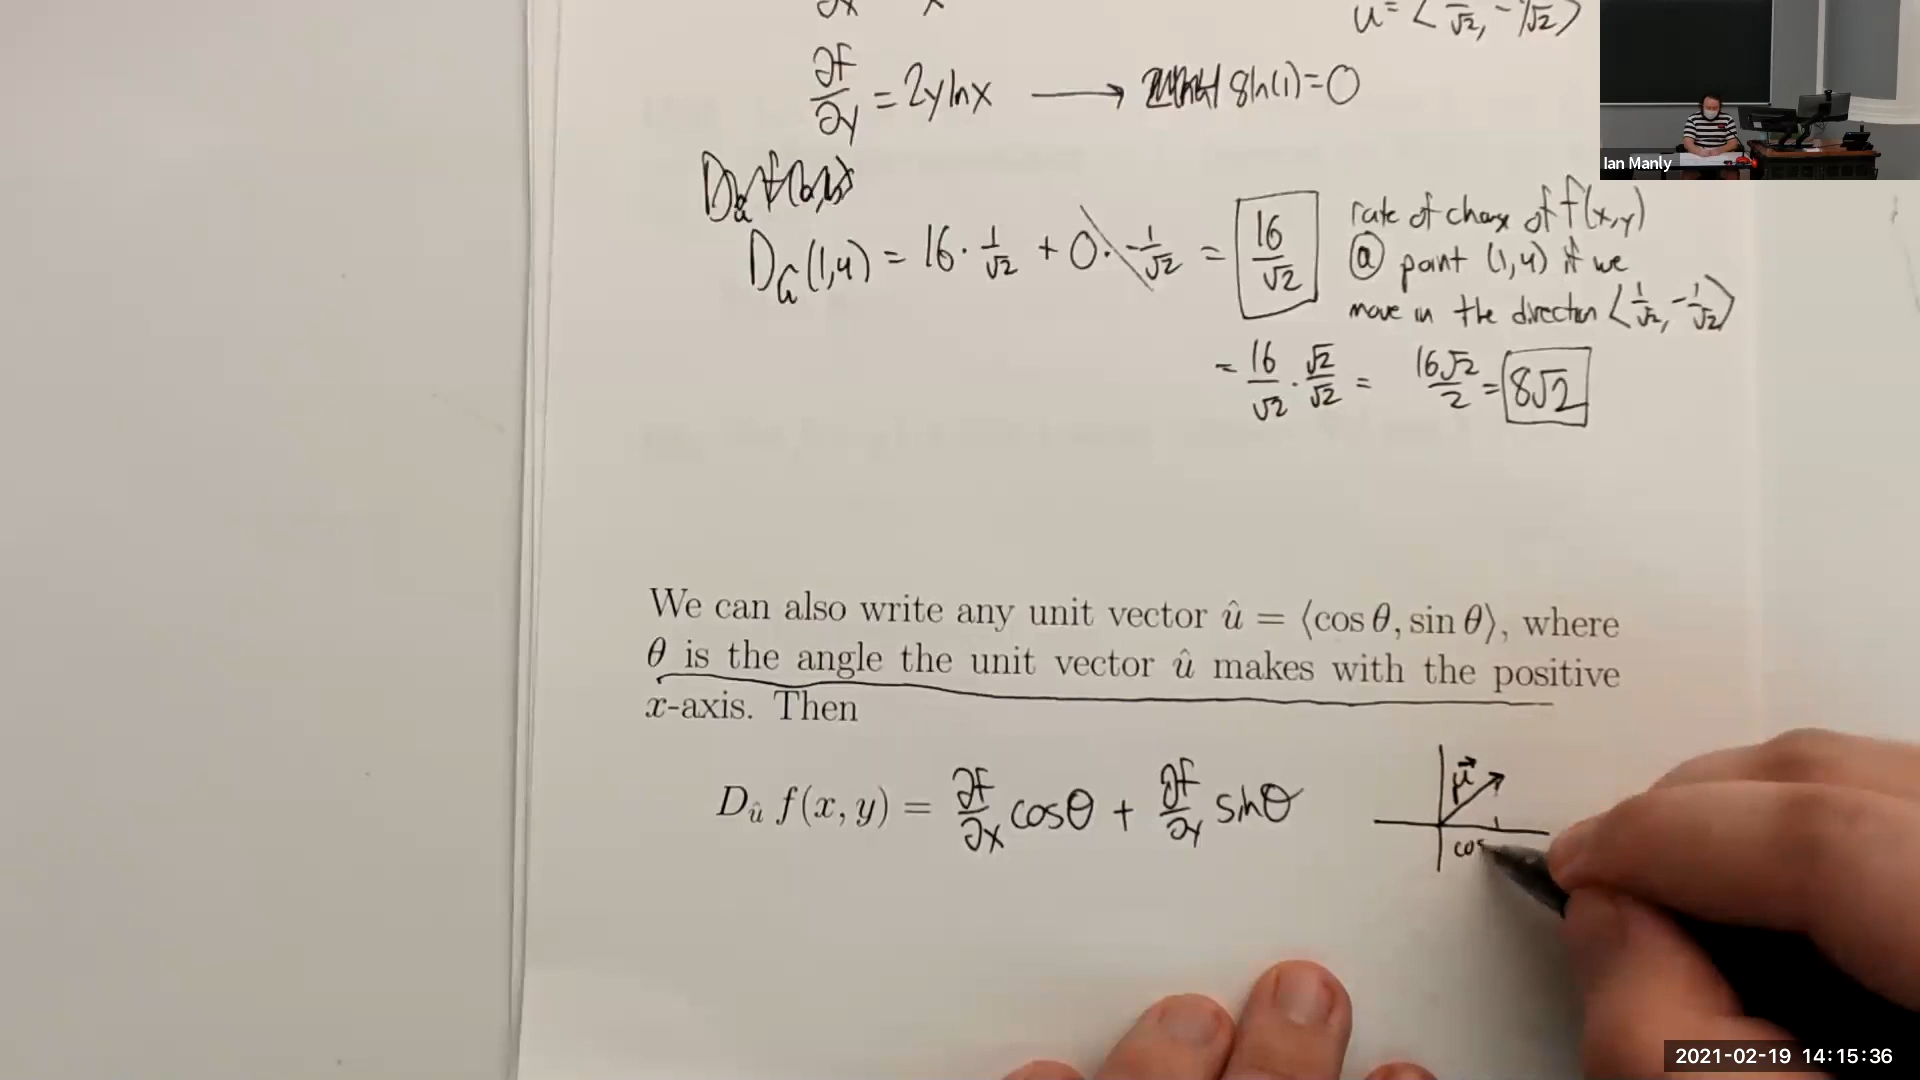 u = ⟨ 1/√2, -1/√2 ⟩
∂f/∂y = 2y ln x ⟶ 8 ln(1) = 0
Dû (1,4) = 16 · 1/√2 + 0 · -1/√2 = 16/√2
rate of change of f(x,y)
@ point (1,4) if we
move in the direction ⟨ 1/√2, -1/√2 ⟩
= 16/√2 · √2/√2 = 16√2/2 = 8√2
We can also write any unit vector û = ⟨cos θ, sin θ⟩, where
θ is the angle the unit vector û makes with the positive
x-axis. Then
Dû f(x, y) = ∂f/∂x cosθ + ∂f/∂y sinθ
u⃗
cos
Ian Manly
2021-02-19 14:15:36